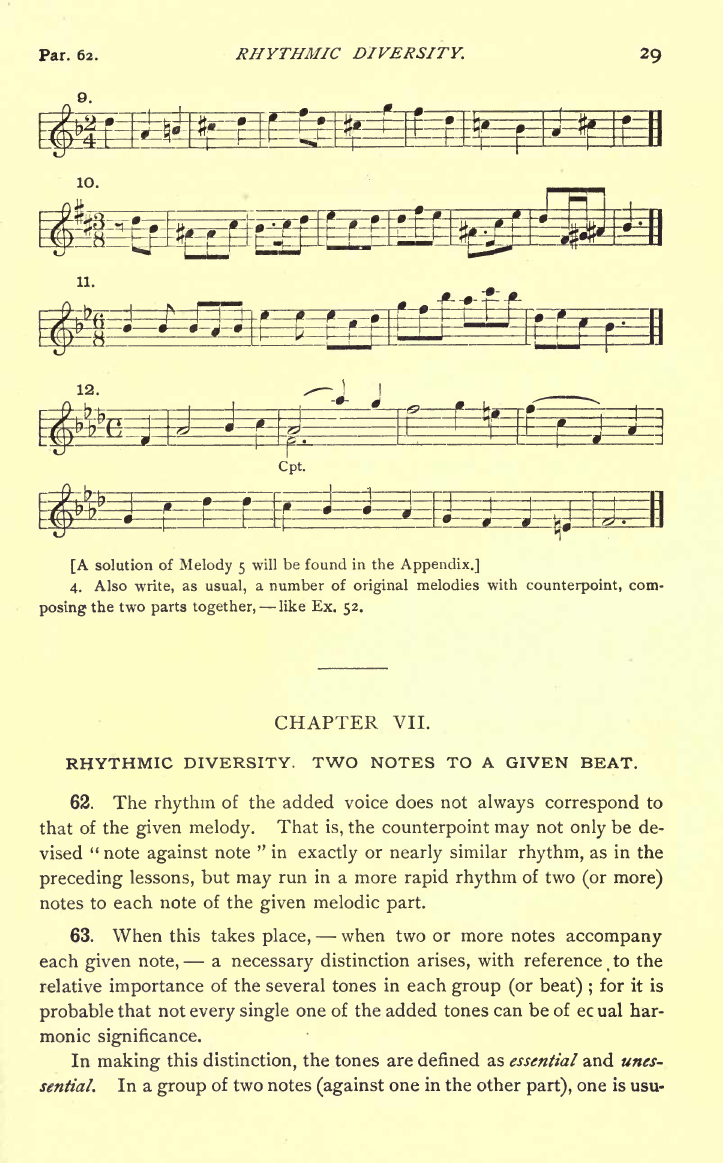 Par. 62. RHYTHMIC DIVERSITY. 29
9.
10.
11.
12.
Cpt.
[A solution of Melody 5 will be found in the Appendix.]
4. Also write, as usual, a number of original melodies with counterpoint, com-
posing the two parts together, — like Ex. 52.
CHAPTER VII.
RHYTHMIC DIVERSITY. TWO NOTES TO A GIVEN BEAT.
62. The rhythm of the added voice does not always correspond to
that of the given melody. That is, the counterpoint may not only be de-
vised “ note against note ” in exactly or nearly similar rhythm, as in the
preceding lessons, but may run in a more rapid rhythm of two (or more)
notes to each note of the given melodic part.
63. When this takes place, — when two or more notes accompany
each given note, — a necessary distinction arises, with reference to the
relative importance of the several tones in each group (or beat) ; for it is
probable that not every single one of the added tones can be of ecual har-
monic significance.
In making this distinction, the tones are defined as essential and unes-
sential. In a group of two notes (against one in the other part), one is usu-